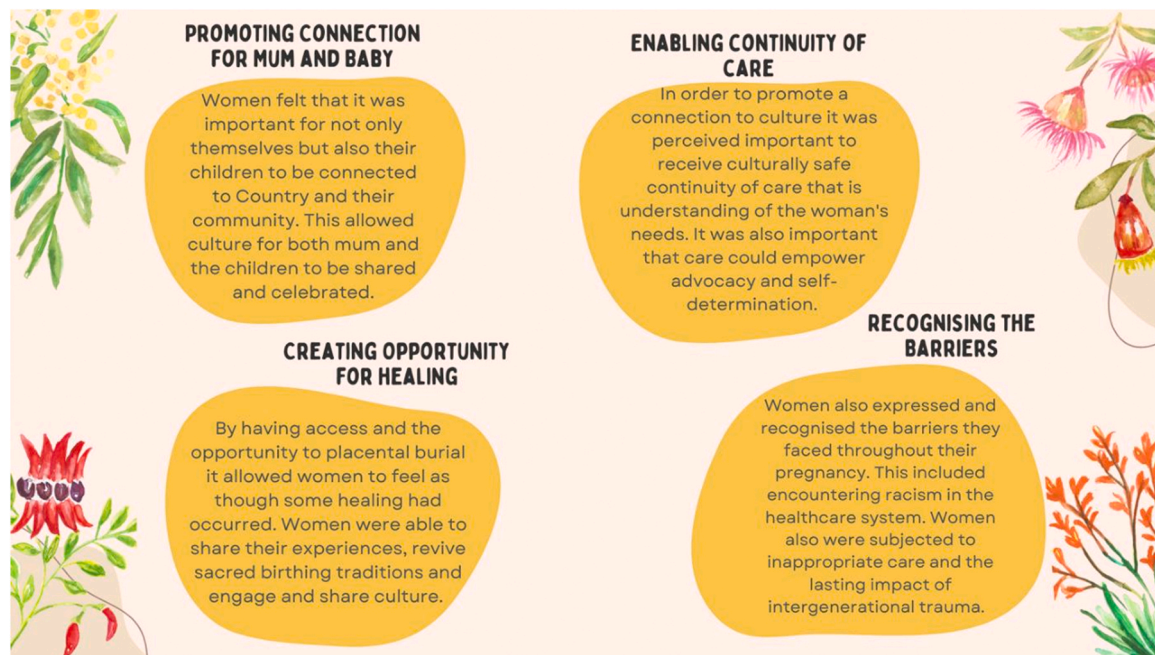 PROMOTING CONNECTION
FOR MUM AND BABY
Women felt that it was
important for not only
themselves but also their
children to be connected
to Country and their
community. This allowed
culture for both mum and
the children to be shared
and celebrated.
ENABLING CONTINUITY OF
CARE
In order to promote a
connection to culture it was
perceived important to
receive culturally safe
continuity of care that is
understanding of the woman's
needs. It was also important
that care could empower
advocacy and self-
determination.
CREATING OPPORTUNITY
FOR HEALING
By having access and the
opportunity to placental burial
it allowed women to feel as
though some healing had
occurred. Women were able to
share their experiences, revive
sacred birthing traditions and
engage and share culture.
RECOGNISING THE
BARRIERS
Women also expressed and
recognised the barriers they
faced throughout their
pregnancy. This included
encountering racism in the
healthcare system. Women
also were subjected to
inappropriate care and the
lasting impact of
intergenerational trauma.